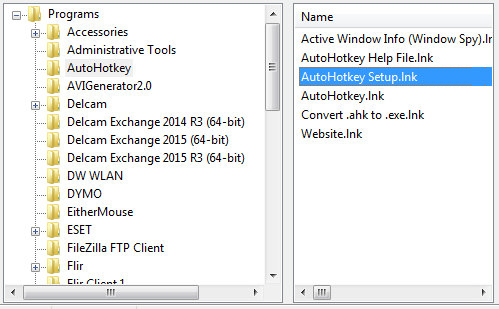 Programs
Accessories
Administrative Tools
AutoHotkey
AVIGenerator2.0
Delcam
Delcam Exchange 2014 R3 (64-bit)
Delcam Exchange 2015 (64-bit)
Delcam Exchange 2015 R3 (64-bit)
DW WLAN
DYMO
EitherMouse
ESET
FileZilla FTP Client
Flir
Flir Client 1
Name
Active Window Info (Window Spy).ln
AutoHotkey Help File.lnk
AutoHotkey Setup.lnk
AutoHotkey.lnk
Convert .ahk to .exe.lnk
Website.lnk